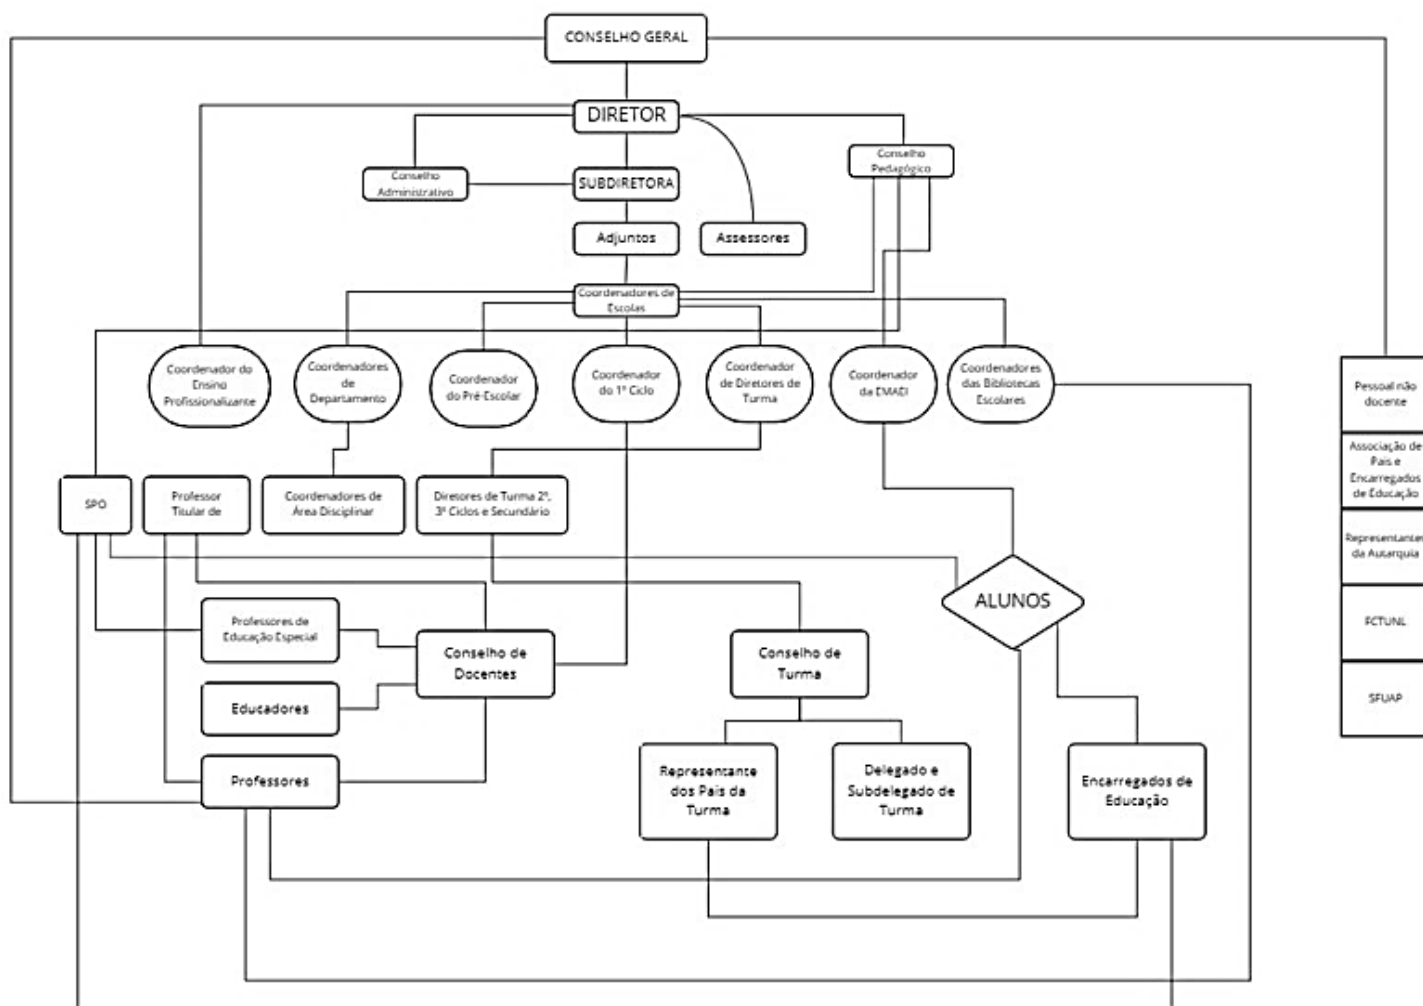 CONSELHO GERAL
DIRETOR
Conselho
Pedagógico
Conselho
Administrativo
SUBDIRETORA
Adjuntos
Assessores
Coordenadores de
Escolas
Coordenador do
Ensino
Profissionalizante
Coordenadores
de
Departamento
Coordenador
do Pré-Escolar
Coordenador
do 1º Ciclo
Coordenador
de Diretores de
Turma
Coordenador
da EMAEI
Coordenadores
das Bibliotecas
Escolares
Pessoal não
docente
Associação de
Pais e
Encarregados
de Educação
Representantes
da Autarquia
FCTUNL
SFUAP
SPO
Professor
Titular de
Coordenadores de
Área Disciplinar
Diretores de Turma 2º,
3º Ciclos e Secundário
ALUNOS
Professores de
Educação Especial
Educadores
Professores
Conselho de
Docentes
Conselho de
Turma
Representante
dos Pais da
Turma
Delegado e
Subdelegado de
Turma
Encarregados de
Educação